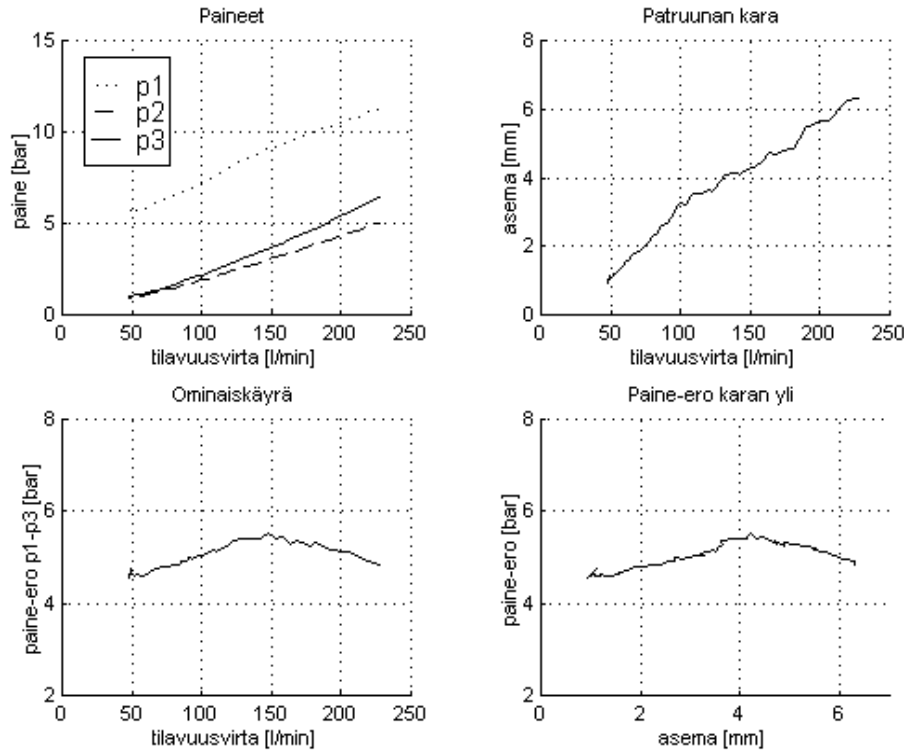 Paineet
15
10
5
0
p1
p2
p3
paine [bar]
0 50 100 150 200 250
tilavuusvirta [l/min]
Patruunan kara
8
6
4
2
0
asema [mm]
0 50 100 150 200 250
tilavuusvirta [l/min]
Ominaiskäyrä
8
6
4
2
paine-ero p1-p3 [bar]
0 50 100 150 200 250
tilavuusvirta [l/min]
Paine-ero karan yli
8
6
4
2
paine-ero [bar]
0 2 4 6
asema [mm]